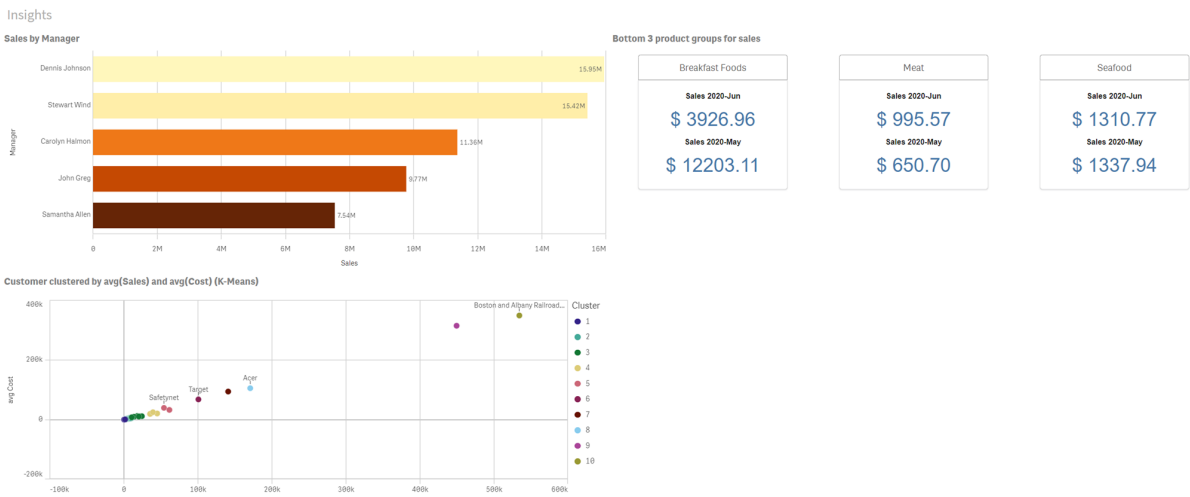 Insights
Sales by Manager
Manager
Dennis Johnson
15.95M
Stewart Wind
15.42M
Carolyn Halmon
11.36M
John Greg
9.77M
Samantha Allen
7.54M
0 2M 4M 6M 8M 10M 12M 14M 16M
Sales
Bottom 3 product groups for sales
Breakfast Foods
Sales 2020-Jun
$ 3926.96
Sales 2020-May
$ 12203.11
Meat
Sales 2020-Jun
$ 995.57
Sales 2020-May
$ 650.70
Seafood
Sales 2020-Jun
$ 1310.77
Sales 2020-May
$ 1337.94
Customer clustered by avg(Sales) and avg(Cost) (K-Means)
avg Cost
400k
200k
0
-200k
Boston and Albany Railroad...
Acer
Target
Safetynet
-100k 0 100k 200k 300k 400k 500k 600k
Cluster
1
2
3
4
5
6
7
8
9
10